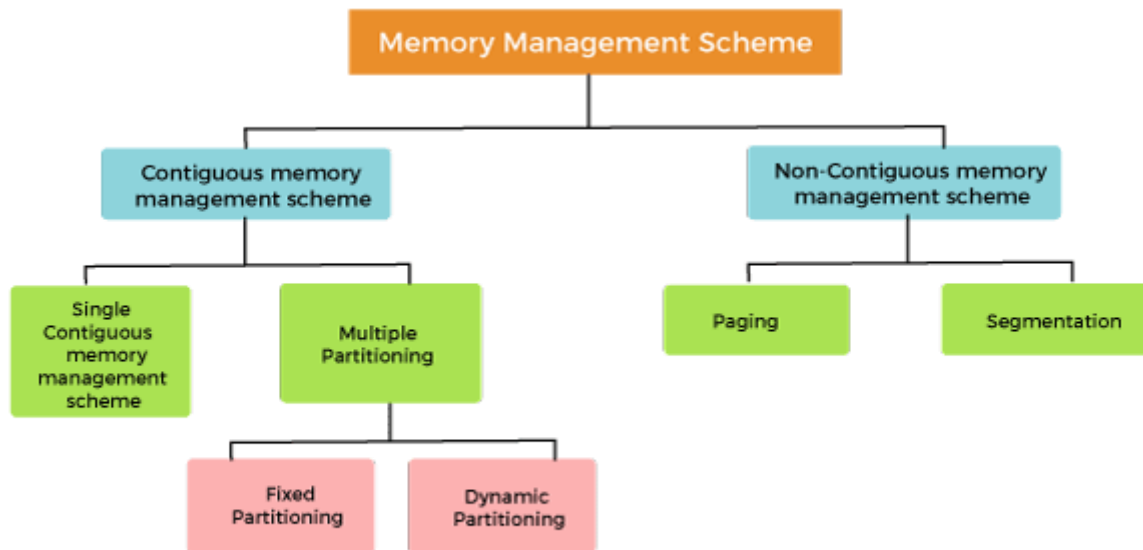 Memory Management Scheme
Contiguous memory
management scheme
Non-Contiguous memory
management scheme
Single
Contiguous
memory
management
scheme
Multiple
Partitioning
Paging
Segmentation
Fixed
Partitioning
Dynamic
Partitioning